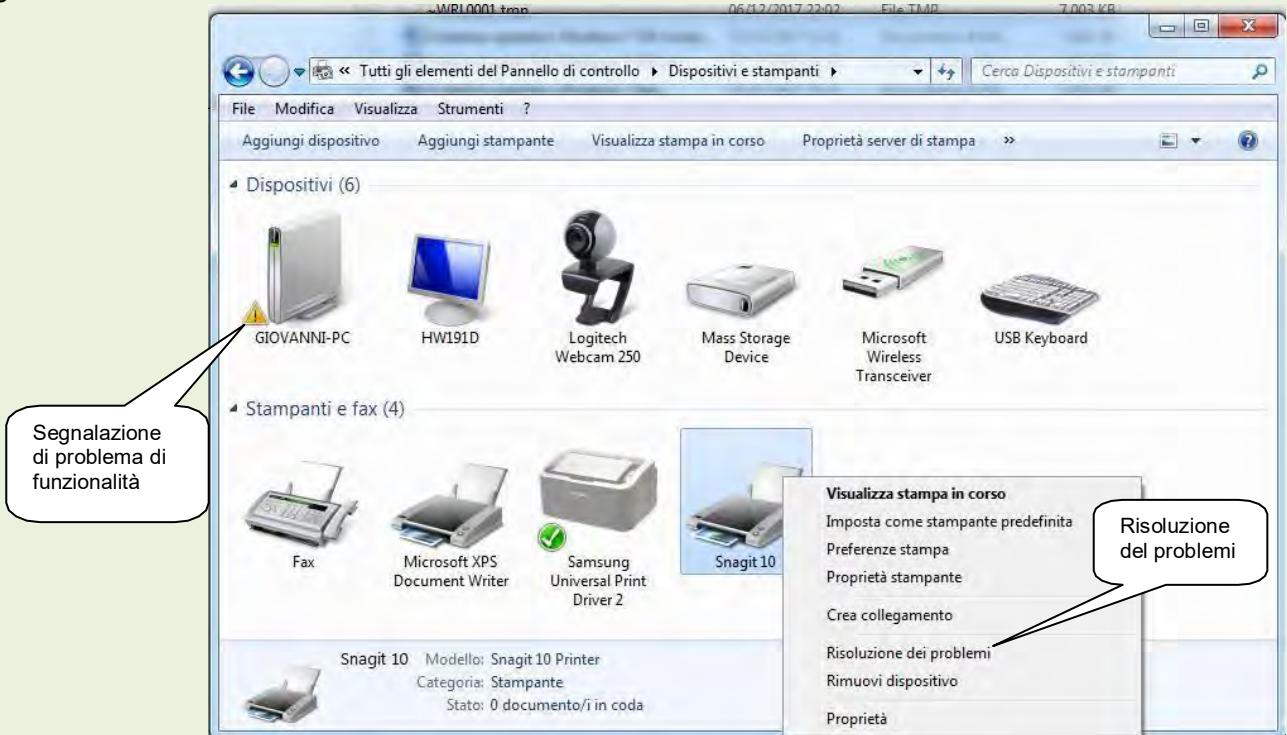 ~WRL0001.tmp 06/12/2017 22:02 File TMP 7.003 KB
« Tutti gli elementi del Pannello di controllo Dispositivi e stampanti Cerca Dispositivi e stampanti
File Modifica Visualizza Strumenti ?
Aggiungi dispositivo Aggiungi stampante Visualizza stampa in corso Proprietà server di stampa »
Dispositivi (6)
GIOVANNI-PC
HW191D
Logitech
Webcam 250
Mass Storage
Device
Microsoft
Wireless
Transceiver
USB Keyboard
Segnalazione
di problema di
funzionalità
Stampanti e fax (4)
Fax
Microsoft XPS
Document Writer
Samsung
Universal Print
Driver 2
Snagit 10
Visualizza stampa in corso
Imposta come stampante predefinita
Preferenze stampa
Proprietà stampante
Crea collegamento
Risoluzione dei problemi
Rimuovi dispositivo
Proprietà
Risoluzione
del problemi
Snagit 10 Modello: Snagit 10 Printer
Categoria: Stampante
Stato: 0 documento/i in coda